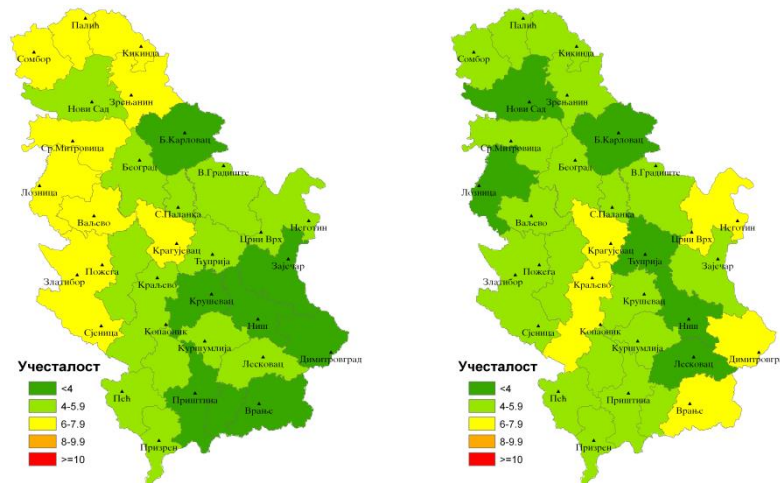 Палић
Сомбор
Кикинда
Нови Сад
Зрењанин
Ср.Митровица
Б.Карловац
Београд
В.Градиште
Лозница
Ваљево
С.Паланка
Неготин
Крагујевац
Црни Врх
Пожега
Ћуприја
Зајечар
Златибор
Краљево
Крушевац
Сјеница
Копаоник
Ниш
Куршумлија
Димитровград
Лесковац
Пећ
Приштина
Врање
Призрен
Учесталост
<4
4-5.9
6-7.9
8-9.9
>=10
Палић
Сомбор
Кикинда
Нови Сад
Зрењанин
Ср.Митровица
Б.Карловац
Београд
В.Градиште
Лозница
Ваљево
С.Паланка
Неготин
Крагујевац
Црни Врх
Ћуприја
Зајечар
Златибор
Пожега
Краљево
Крушевац
Сјеница
Копаоник
Ниш
Куршумлија
Димитровград
Лесковац
Пећ
Приштина
Врање
Призрен
Учесталост
<4
4-5.9
6-7.9
8-9.9
>=10